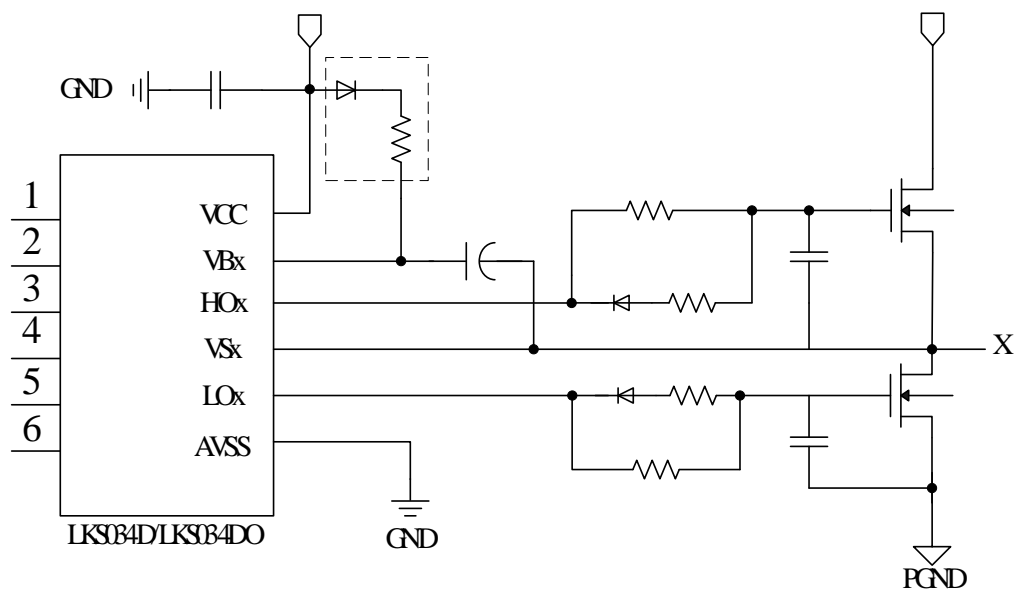 GND
1
2
3
4
5
6
VCC
VBx
HOx
VSx
LOx
AVSS
X
LKS034D/LKS034DO
GND
PGND